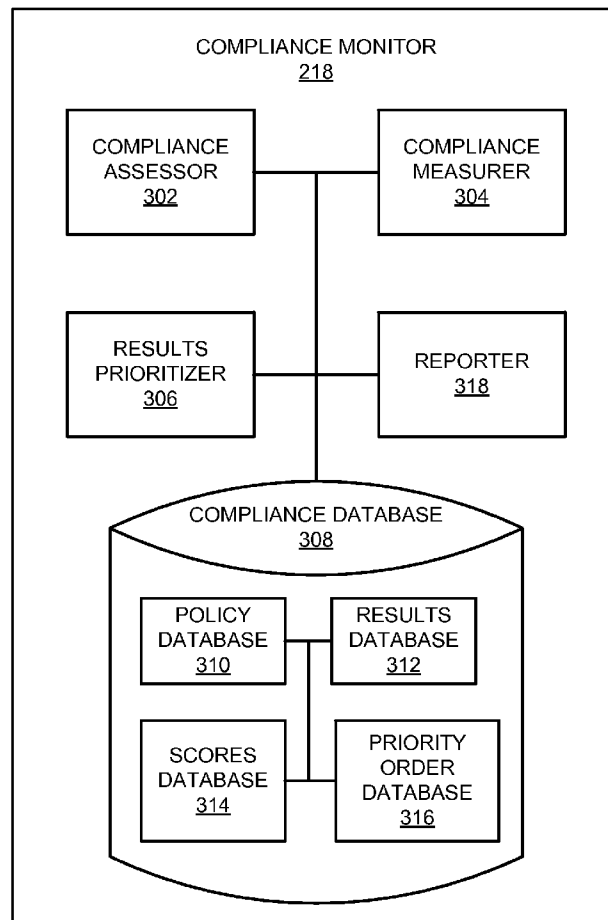 COMPLIANCE MONITOR
218
COMPLIANCE
ASSESSOR
302
COMPLIANCE
MEASURER
304
RESULTS
PRIORITIZER
306
REPORTER
318
COMPLIANCE DATABASE
308
POLICY
DATABASE
310
RESULTS
DATABASE
312
SCORES
DATABASE
314
PRIORITY
ORDER
DATABASE
316